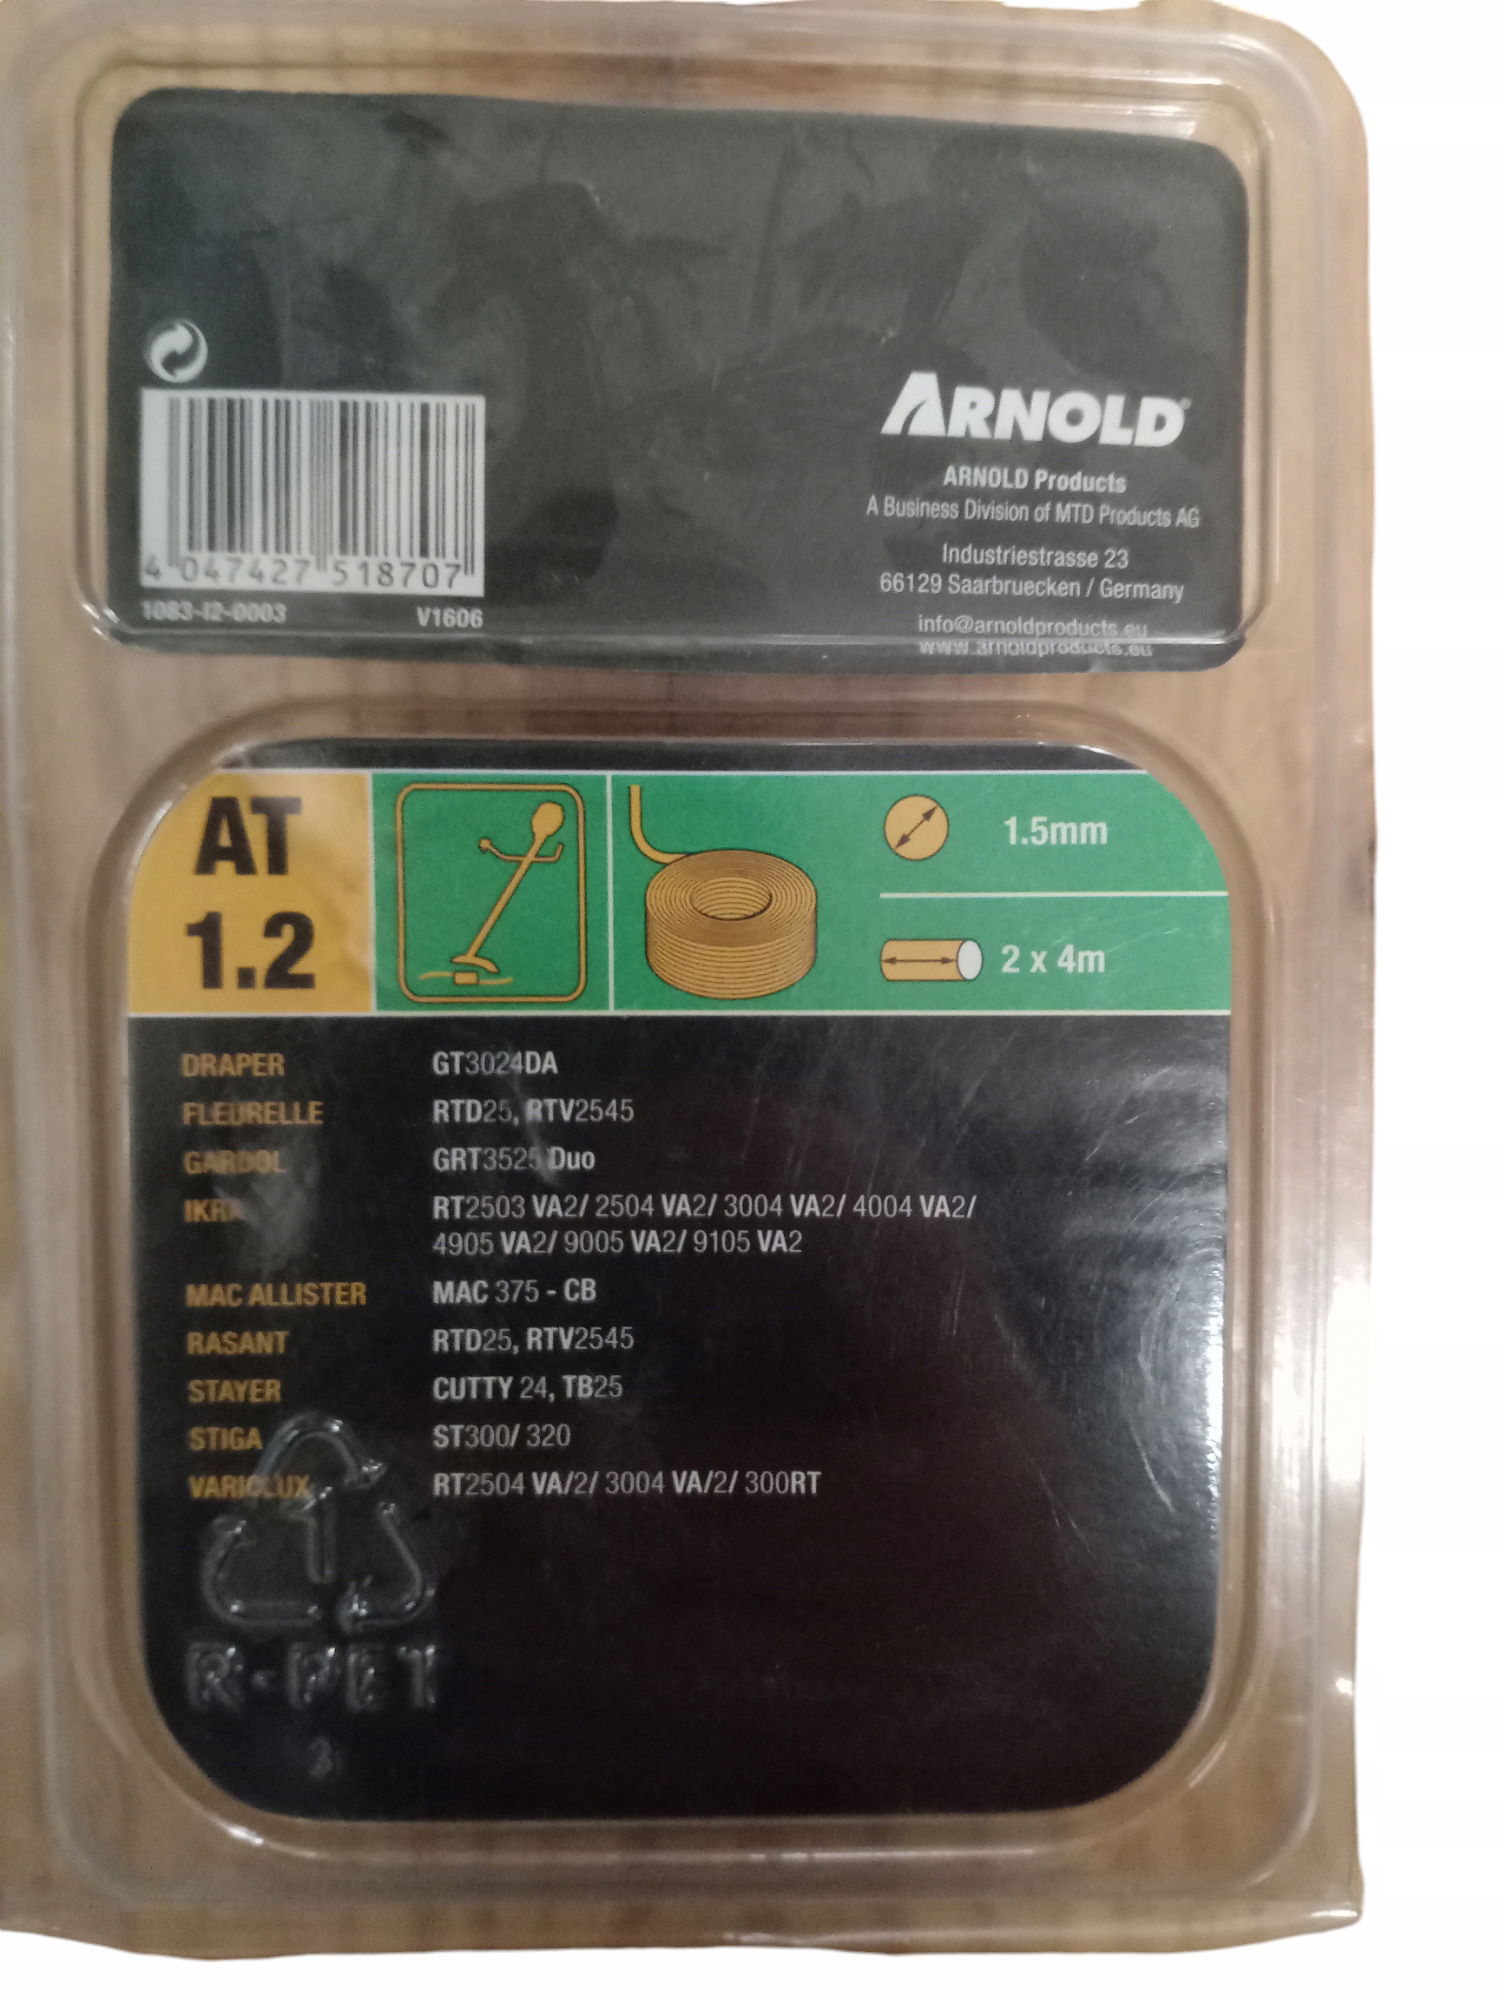 4 047427 518707
1083-I2-0003 V1606
ARNOLD®
ARNOLD Products
A Business Division of MTD Products AG
Industriestrasse 23
66129 Saarbruecken / Germany
info@arnoldproducts.eu
www.arnoldproducts.eu
AT
1.2
1.5mm
2 x 4m
DRAPER GT3024DA
FLEURELLE RTD25, RTV2545
GARDOL GRT3525 Duo
IKRA RT2503 VA2/ 2504 VA2/ 3004 VA2/ 4004 VA2/
4905 VA2/ 9005 VA2/ 9105 VA2
MAC ALLISTER MAC 375 - CB
RASANT RTD25, RTV2545
STAYER CUTTY 24, TB25
STIGA ST300/ 320
VARIOLUX RT2504 VA/2/ 3004 VA/2/ 300RT
1
R-PET
3